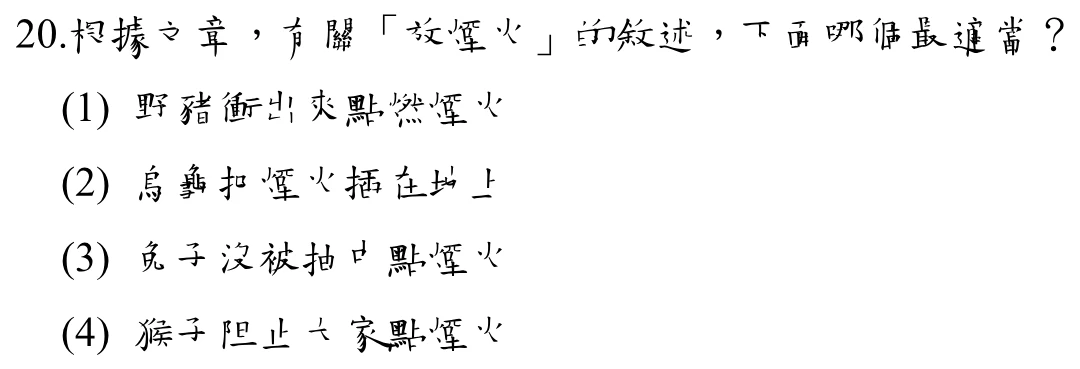 20.根據文章，有關「放煙火」的敘述，下面哪個最適當？
(1) 野豬衝出來點燃煙火
(2) 烏龜把煙火插在地上
(3) 兔子沒被抽中點煙火
(4) 猴子阻止大家點煙火